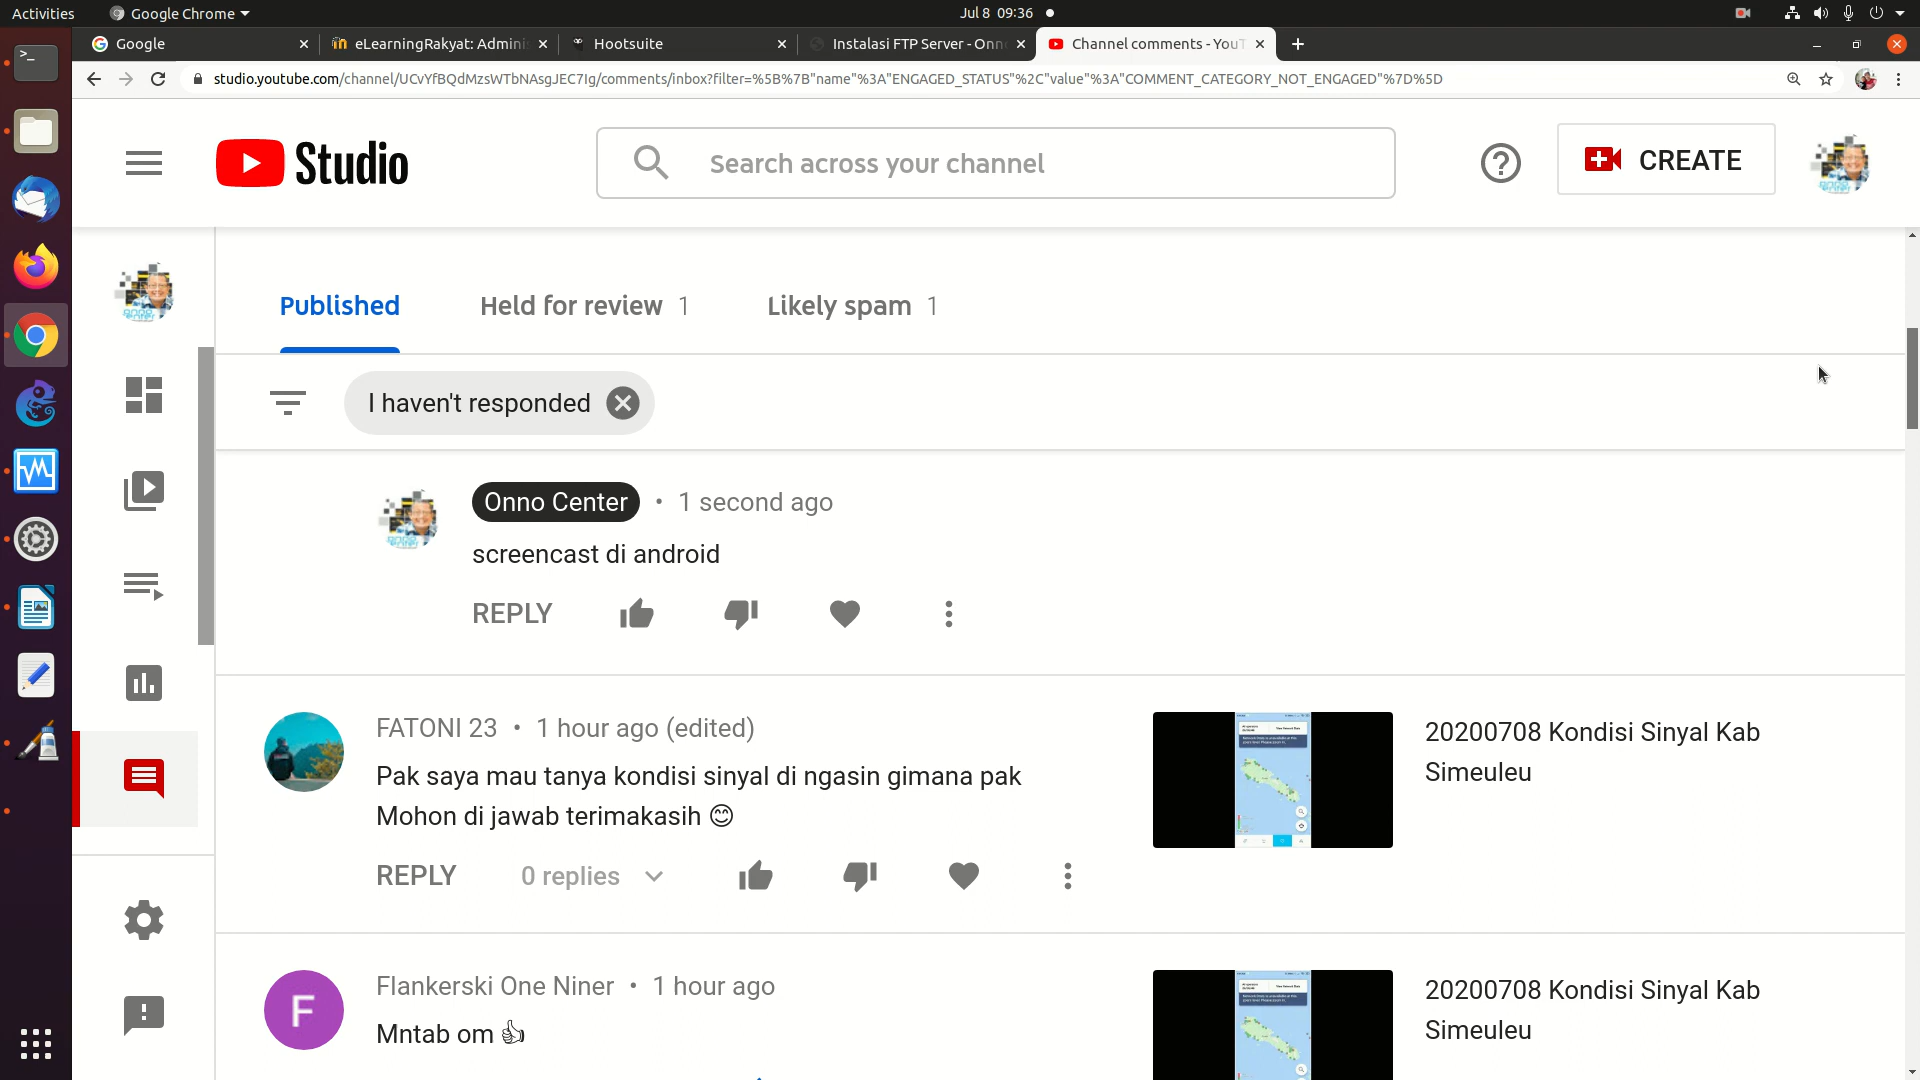 Activities
Google Chrome
Jul 8 09:36
Google
eLearningRakyat: Admini
Hootsuite
Instalasi FTP Server - Onno
Channel comments - YouT
studio.youtube.com/channel/UCvYfBQdMzsWTbNAsgJEC7Ig/comments/inbox?filter=%5B%7B"name"%3A"ENGAGED_STATUS"%2C"value"%3A"COMMENT_CATEGORY_NOT_ENGAGED"%7D%5D
Studio
Search across your channel
CREATE
Published
Held for review 1
Likely spam 1
I haven't responded
Onno Center • 1 second ago
screencast di android
REPLY
FATONI 23 • 1 hour ago (edited)
Pak saya mau tanya kondisi sinyal di ngasin gimana pak
Mohon di jawab terimakasih 😊
REPLY
0 replies
20200708 Kondisi Sinyal Kab
Simeuleu
F
Flankerski One Niner • 1 hour ago
Mntab om 👍
20200708 Kondisi Sinyal Kab
Simeuleu